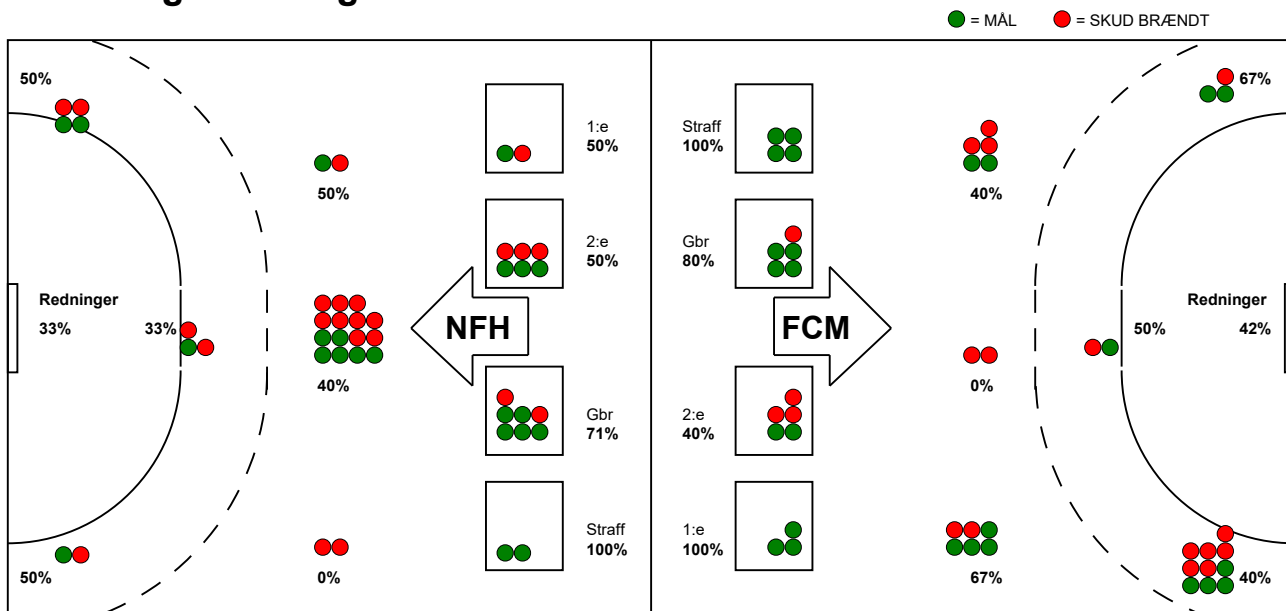 = MÅL
= SKUD BRÆNDT
50%
1:e
50%
50%
2:e
50%
Redninger
33%
33%
NFH
40%
Gbr
71%
Straff
100%
50%
0%
67%
Straff
100%
40%
Gbr
80%
Redninger
42%
FCM
50%
0%
2:e
40%
1:e
100%
67%
40%